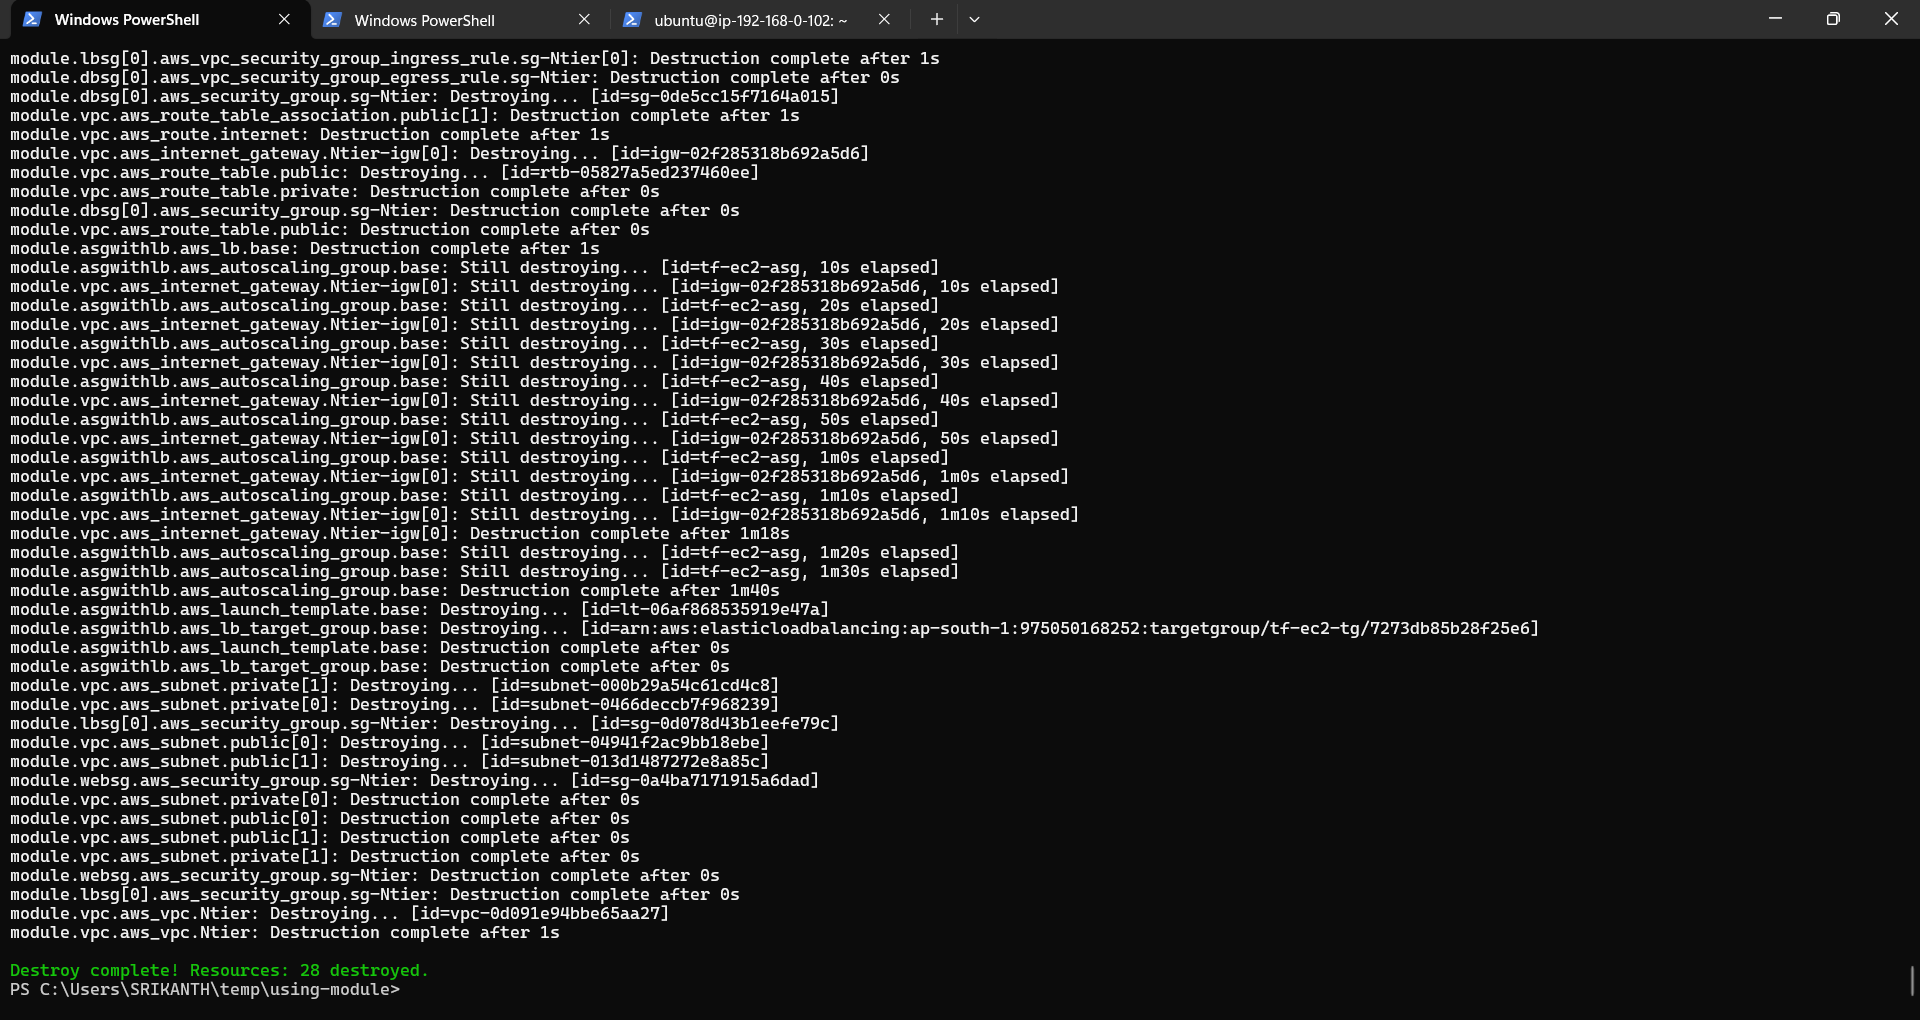 Windows PowerShell
Windows PowerShell
ubuntu@ip-192-168-0-102: ~
module.lbsg[0].aws_vpc_security_group_ingress_rule.sg-Ntier[0]: Destruction complete after 1s
module.dbsg[0].aws_vpc_security_group_egress_rule.sg-Ntier: Destruction complete after 0s
module.dbsg[0].aws_security_group.sg-Ntier: Destroying... [id=sg-0de5cc15f7164a015]
module.vpc.aws_route_table_association.public[1]: Destruction complete after 1s
module.vpc.aws_route.internet: Destruction complete after 1s
module.vpc.aws_internet_gateway.Ntier-igw[0]: Destroying... [id=igw-02f285318b692a5d6]
module.vpc.aws_route_table.public: Destroying... [id=rtb-05827a5ed237460ee]
module.vpc.aws_route_table.private: Destruction complete after 0s
module.dbsg[0].aws_security_group.sg-Ntier: Destruction complete after 0s
module.vpc.aws_route_table.public: Destruction complete after 0s
module.asgwithlb.aws_lb.base: Destruction complete after 1s
module.asgwithlb.aws_autoscaling_group.base: Still destroying... [id=tf-ec2-asg, 10s elapsed]
module.vpc.aws_internet_gateway.Ntier-igw[0]: Still destroying... [id=igw-02f285318b692a5d6, 10s elapsed]
module.asgwithlb.aws_autoscaling_group.base: Still destroying... [id=tf-ec2-asg, 20s elapsed]
module.vpc.aws_internet_gateway.Ntier-igw[0]: Still destroying... [id=igw-02f285318b692a5d6, 20s elapsed]
module.asgwithlb.aws_autoscaling_group.base: Still destroying... [id=tf-ec2-asg, 30s elapsed]
module.vpc.aws_internet_gateway.Ntier-igw[0]: Still destroying... [id=igw-02f285318b692a5d6, 30s elapsed]
module.asgwithlb.aws_autoscaling_group.base: Still destroying... [id=tf-ec2-asg, 40s elapsed]
module.vpc.aws_internet_gateway.Ntier-igw[0]: Still destroying... [id=igw-02f285318b692a5d6, 40s elapsed]
module.asgwithlb.aws_autoscaling_group.base: Still destroying... [id=tf-ec2-asg, 50s elapsed]
module.vpc.aws_internet_gateway.Ntier-igw[0]: Still destroying... [id=igw-02f285318b692a5d6, 50s elapsed]
module.asgwithlb.aws_autoscaling_group.base: Still destroying... [id=tf-ec2-asg, 1m0s elapsed]
module.vpc.aws_internet_gateway.Ntier-igw[0]: Still destroying... [id=igw-02f285318b692a5d6, 1m0s elapsed]
module.asgwithlb.aws_autoscaling_group.base: Still destroying... [id=tf-ec2-asg, 1m10s elapsed]
module.vpc.aws_internet_gateway.Ntier-igw[0]: Still destroying... [id=igw-02f285318b692a5d6, 1m10s elapsed]
module.vpc.aws_internet_gateway.Ntier-igw[0]: Destruction complete after 1m18s
module.asgwithlb.aws_autoscaling_group.base: Still destroying... [id=tf-ec2-asg, 1m20s elapsed]
module.asgwithlb.aws_autoscaling_group.base: Still destroying... [id=tf-ec2-asg, 1m30s elapsed]
module.asgwithlb.aws_autoscaling_group.base: Destruction complete after 1m40s
module.asgwithlb.aws_launch_template.base: Destroying... [id=lt-06af868535919e47a]
module.asgwithlb.aws_lb_target_group.base: Destroying... [id=arn:aws:elasticloadbalancing:ap-south-1:975050168252:targetgroup/tf-ec2-tg/7273db85b28f25e6]
module.asgwithlb.aws_launch_template.base: Destruction complete after 0s
module.asgwithlb.aws_lb_target_group.base: Destruction complete after 0s
module.vpc.aws_subnet.private[1]: Destroying... [id=subnet-000b29a54c61cd4c8]
module.vpc.aws_subnet.private[0]: Destroying... [id=subnet-0466deccb7f968239]
module.lbsg[0].aws_security_group.sg-Ntier: Destroying... [id=sg-0d078d43b1eefe79c]
module.vpc.aws_subnet.public[0]: Destroying... [id=subnet-04941f2ac9bb18ebe]
module.vpc.aws_subnet.public[1]: Destroying... [id=subnet-013d1487272e8a85c]
module.websg.aws_security_group.sg-Ntier: Destroying... [id=sg-0a4ba7171915a6dad]
module.vpc.aws_subnet.private[0]: Destruction complete after 0s
module.vpc.aws_subnet.public[0]: Destruction complete after 0s
module.vpc.aws_subnet.public[1]: Destruction complete after 0s
module.vpc.aws_subnet.private[1]: Destruction complete after 0s
module.websg.aws_security_group.sg-Ntier: Destruction complete after 0s
module.lbsg[0].aws_security_group.sg-Ntier: Destruction complete after 0s
module.vpc.aws_vpc.Ntier: Destroying... [id=vpc-0d091e94bbe65aa27]
module.vpc.aws_vpc.Ntier: Destruction complete after 1s
Destroy complete! Resources: 28 destroyed.
PS C:\Users\SRIKANTH\temp\using-module>